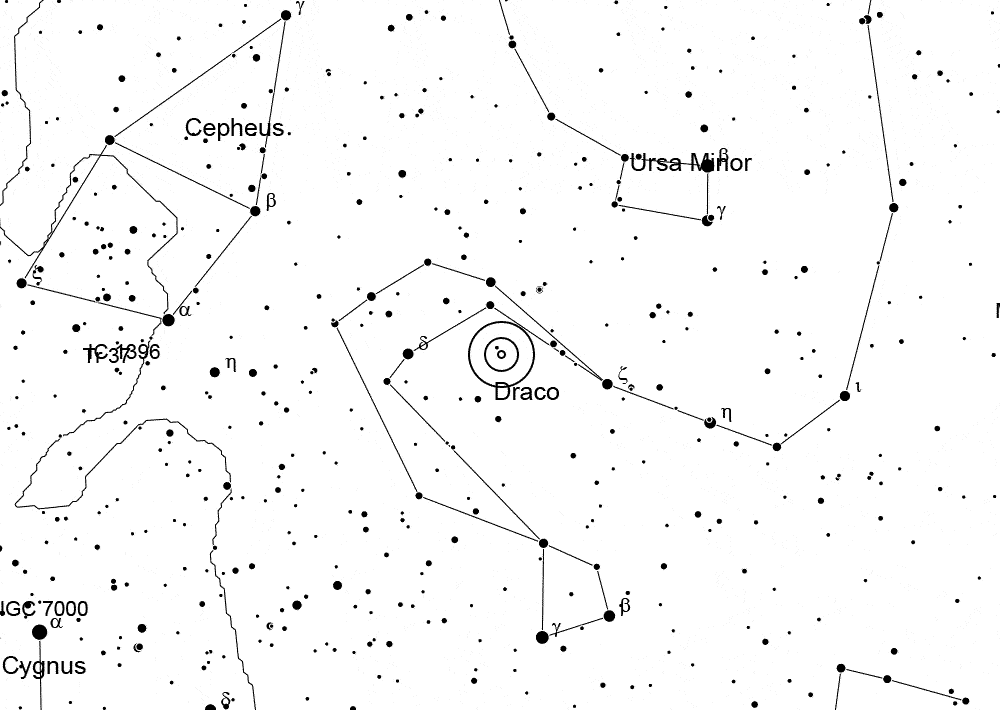 γ
Cepheus
Ursa Minor
β
β
γ
ξ
α
IC 1396
η
δ
ζ
Draco
ι
η
NGC 7000
α
β
γ
Cygnus
δ